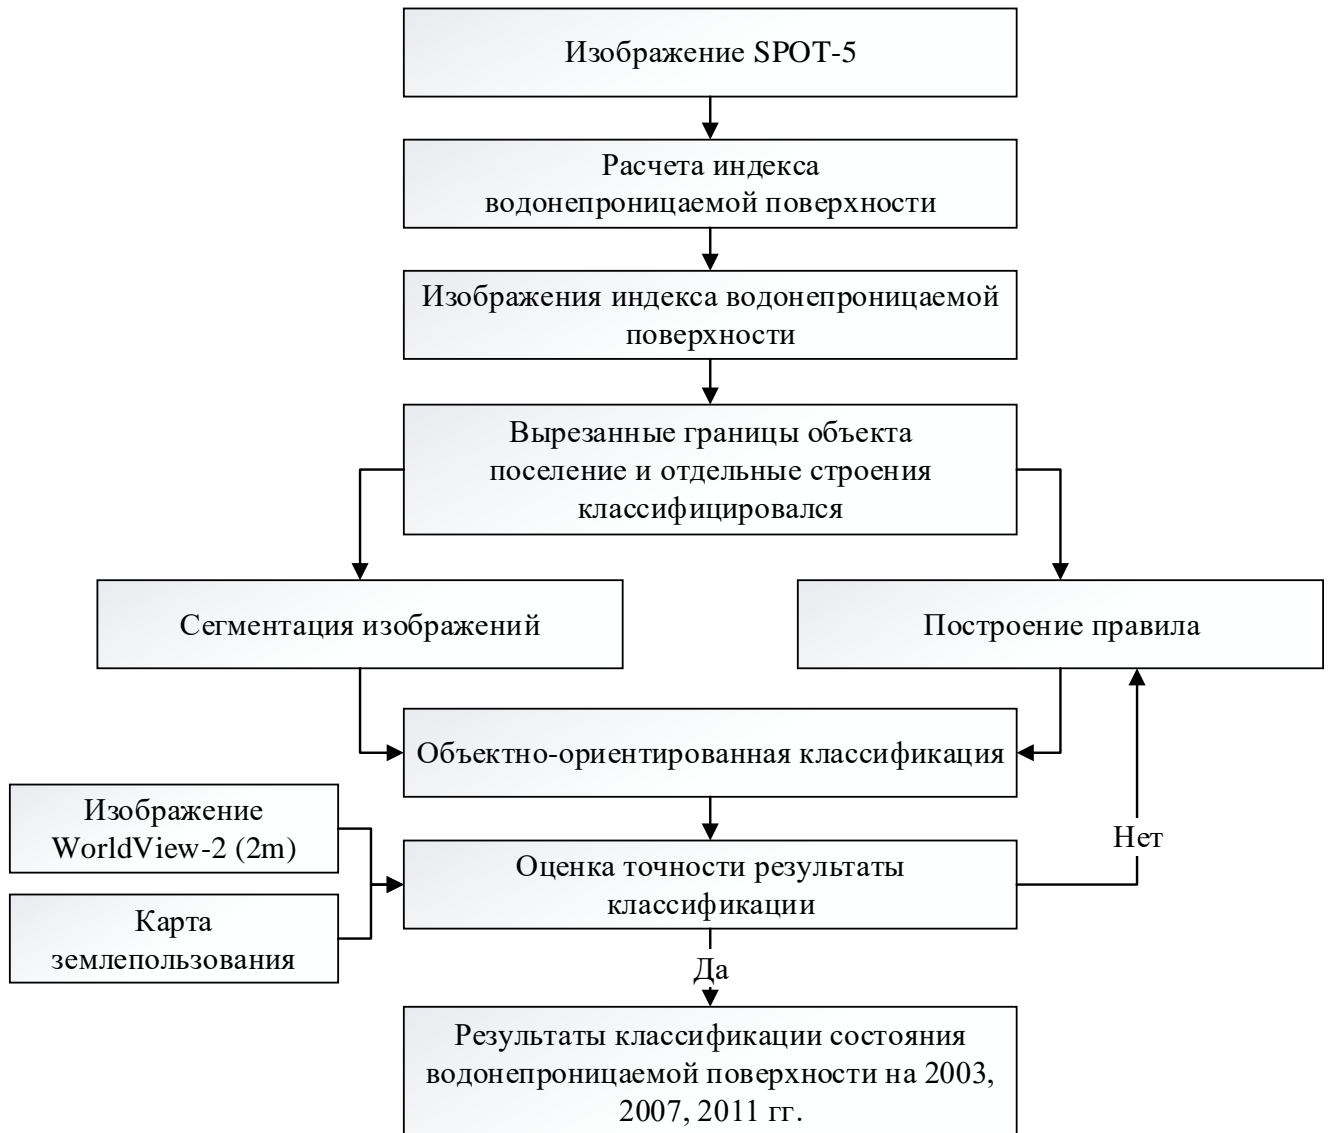 Изображение SPOT-5
Расчета индекса
водонепроницаемой поверхности
Изображения индекса водонепроницаемой
поверхности
Вырезанные границы объекта
поселение и отдельные строения
классифицировался
Сегментация изображений
Построение правила
Объектно-ориентированная классификация
Изображение
WorldView-2 (2m)
Карта
землепользования
Оценка точности результаты
классификации
Нет
Да
Результаты классификации состояния
водонепроницаемой поверхности на 2003,
2007, 2011 гг.